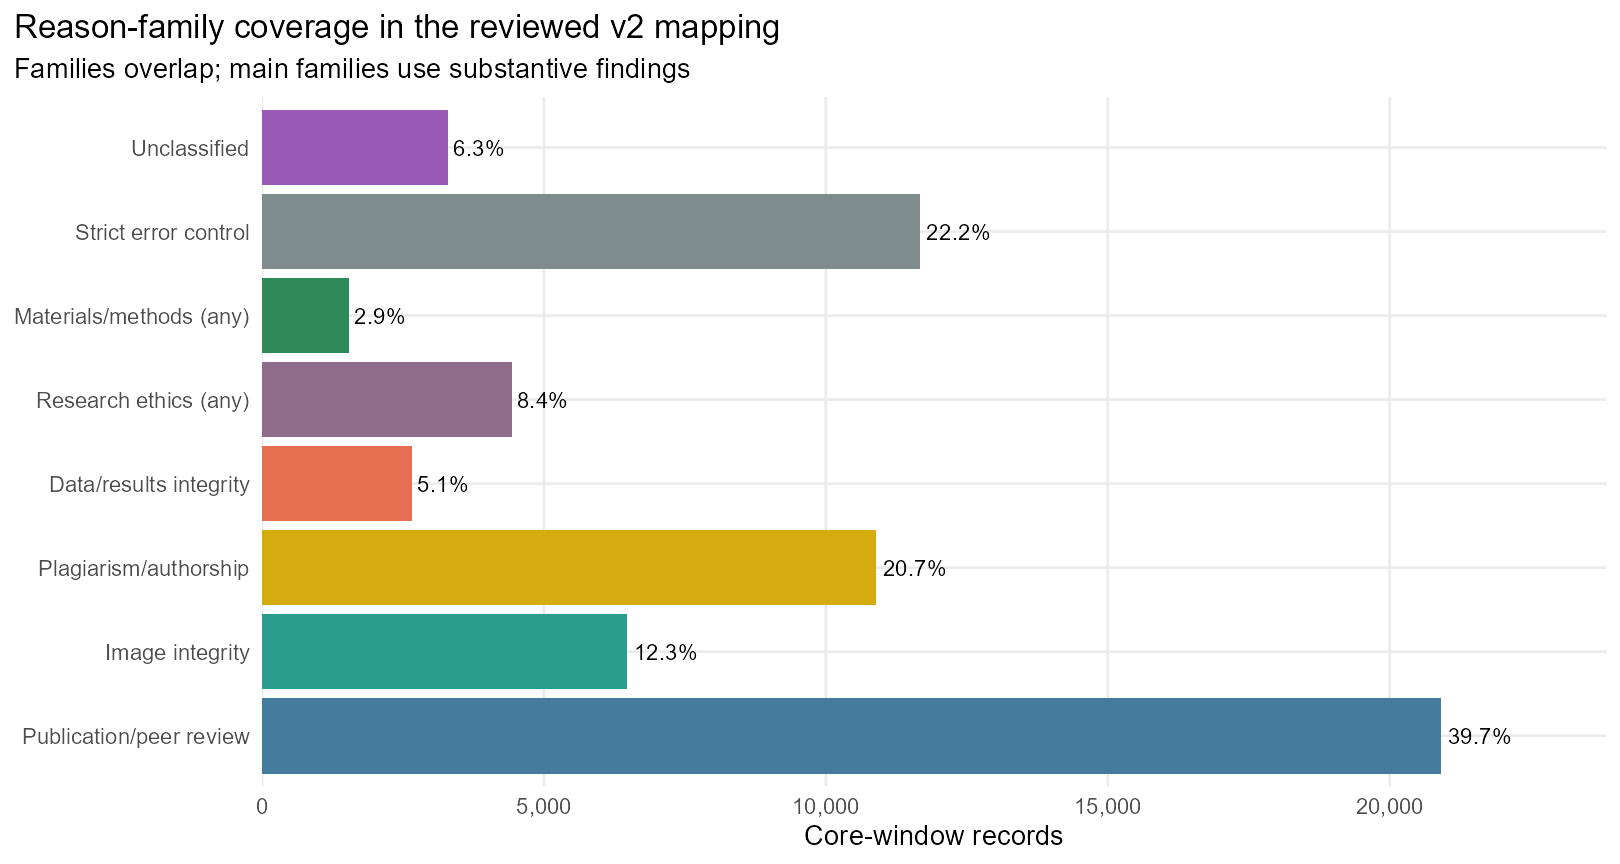 Reason-family coverage in the reviewed v2 mapping
Families overlap; main families use substantive findings
Unclassified 6.3%
Strict error control 22.2%
Materials/methods (any) 2.9%
Research ethics (any) 8.4%
Data/results integrity 5.1%
Plagiarism/authorship 20.7%
Image integrity 12.3%
Publication/peer review 39.7%
0 5,000 10,000 15,000 20,000
Core-window records